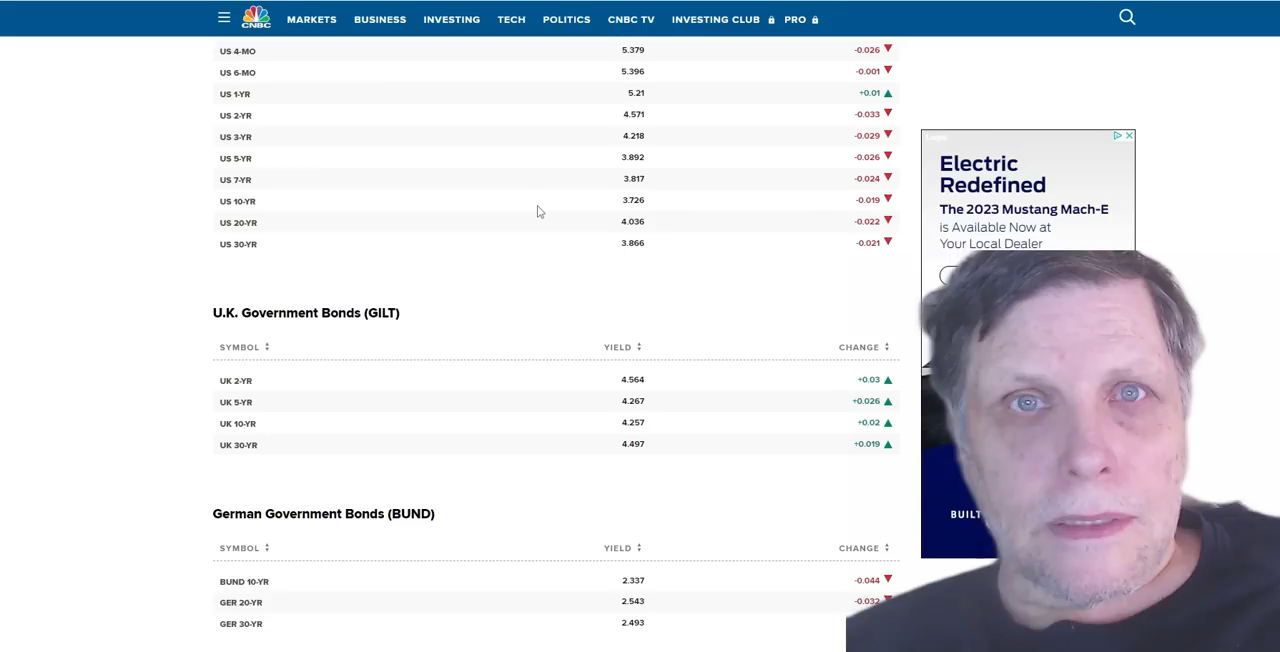 MARKETS BUSINESS INVESTING TECH POLITICS CNBC TV INVESTING CLUB PRO
CNBC
US 4-MO 5.379 -0.026
US 6-MO 5.396 -0.001
US 1-YR 5.21 +0.01
US 2-YR 4.571 -0.033
US 3-YR 4.218 -0.029
US 5-YR 3.892 -0.026
US 7-YR 3.817 -0.024
US 10-YR 3.726 -0.019
US 20-YR 4.036 -0.022
US 30-YR 3.866 -0.021
Electric
Redefined
The 2023 Mustang Mach-E
is Available Now at
Your Local Dealer
U.K. Government Bonds (GILT)
SYMBOL YIELD CHANGE
UK 2-YR 4.564 +0.03
UK 5-YR 4.267 +0.026
UK 10-YR 4.257 +0.02
UK 30-YR 4.497 +0.019
BUILT
German Government Bonds (BUND)
SYMBOL YIELD CHANGE
BUND 10-YR 2.337 -0.044
GER 20-YR 2.543 -0.032
GER 30-YR 2.493